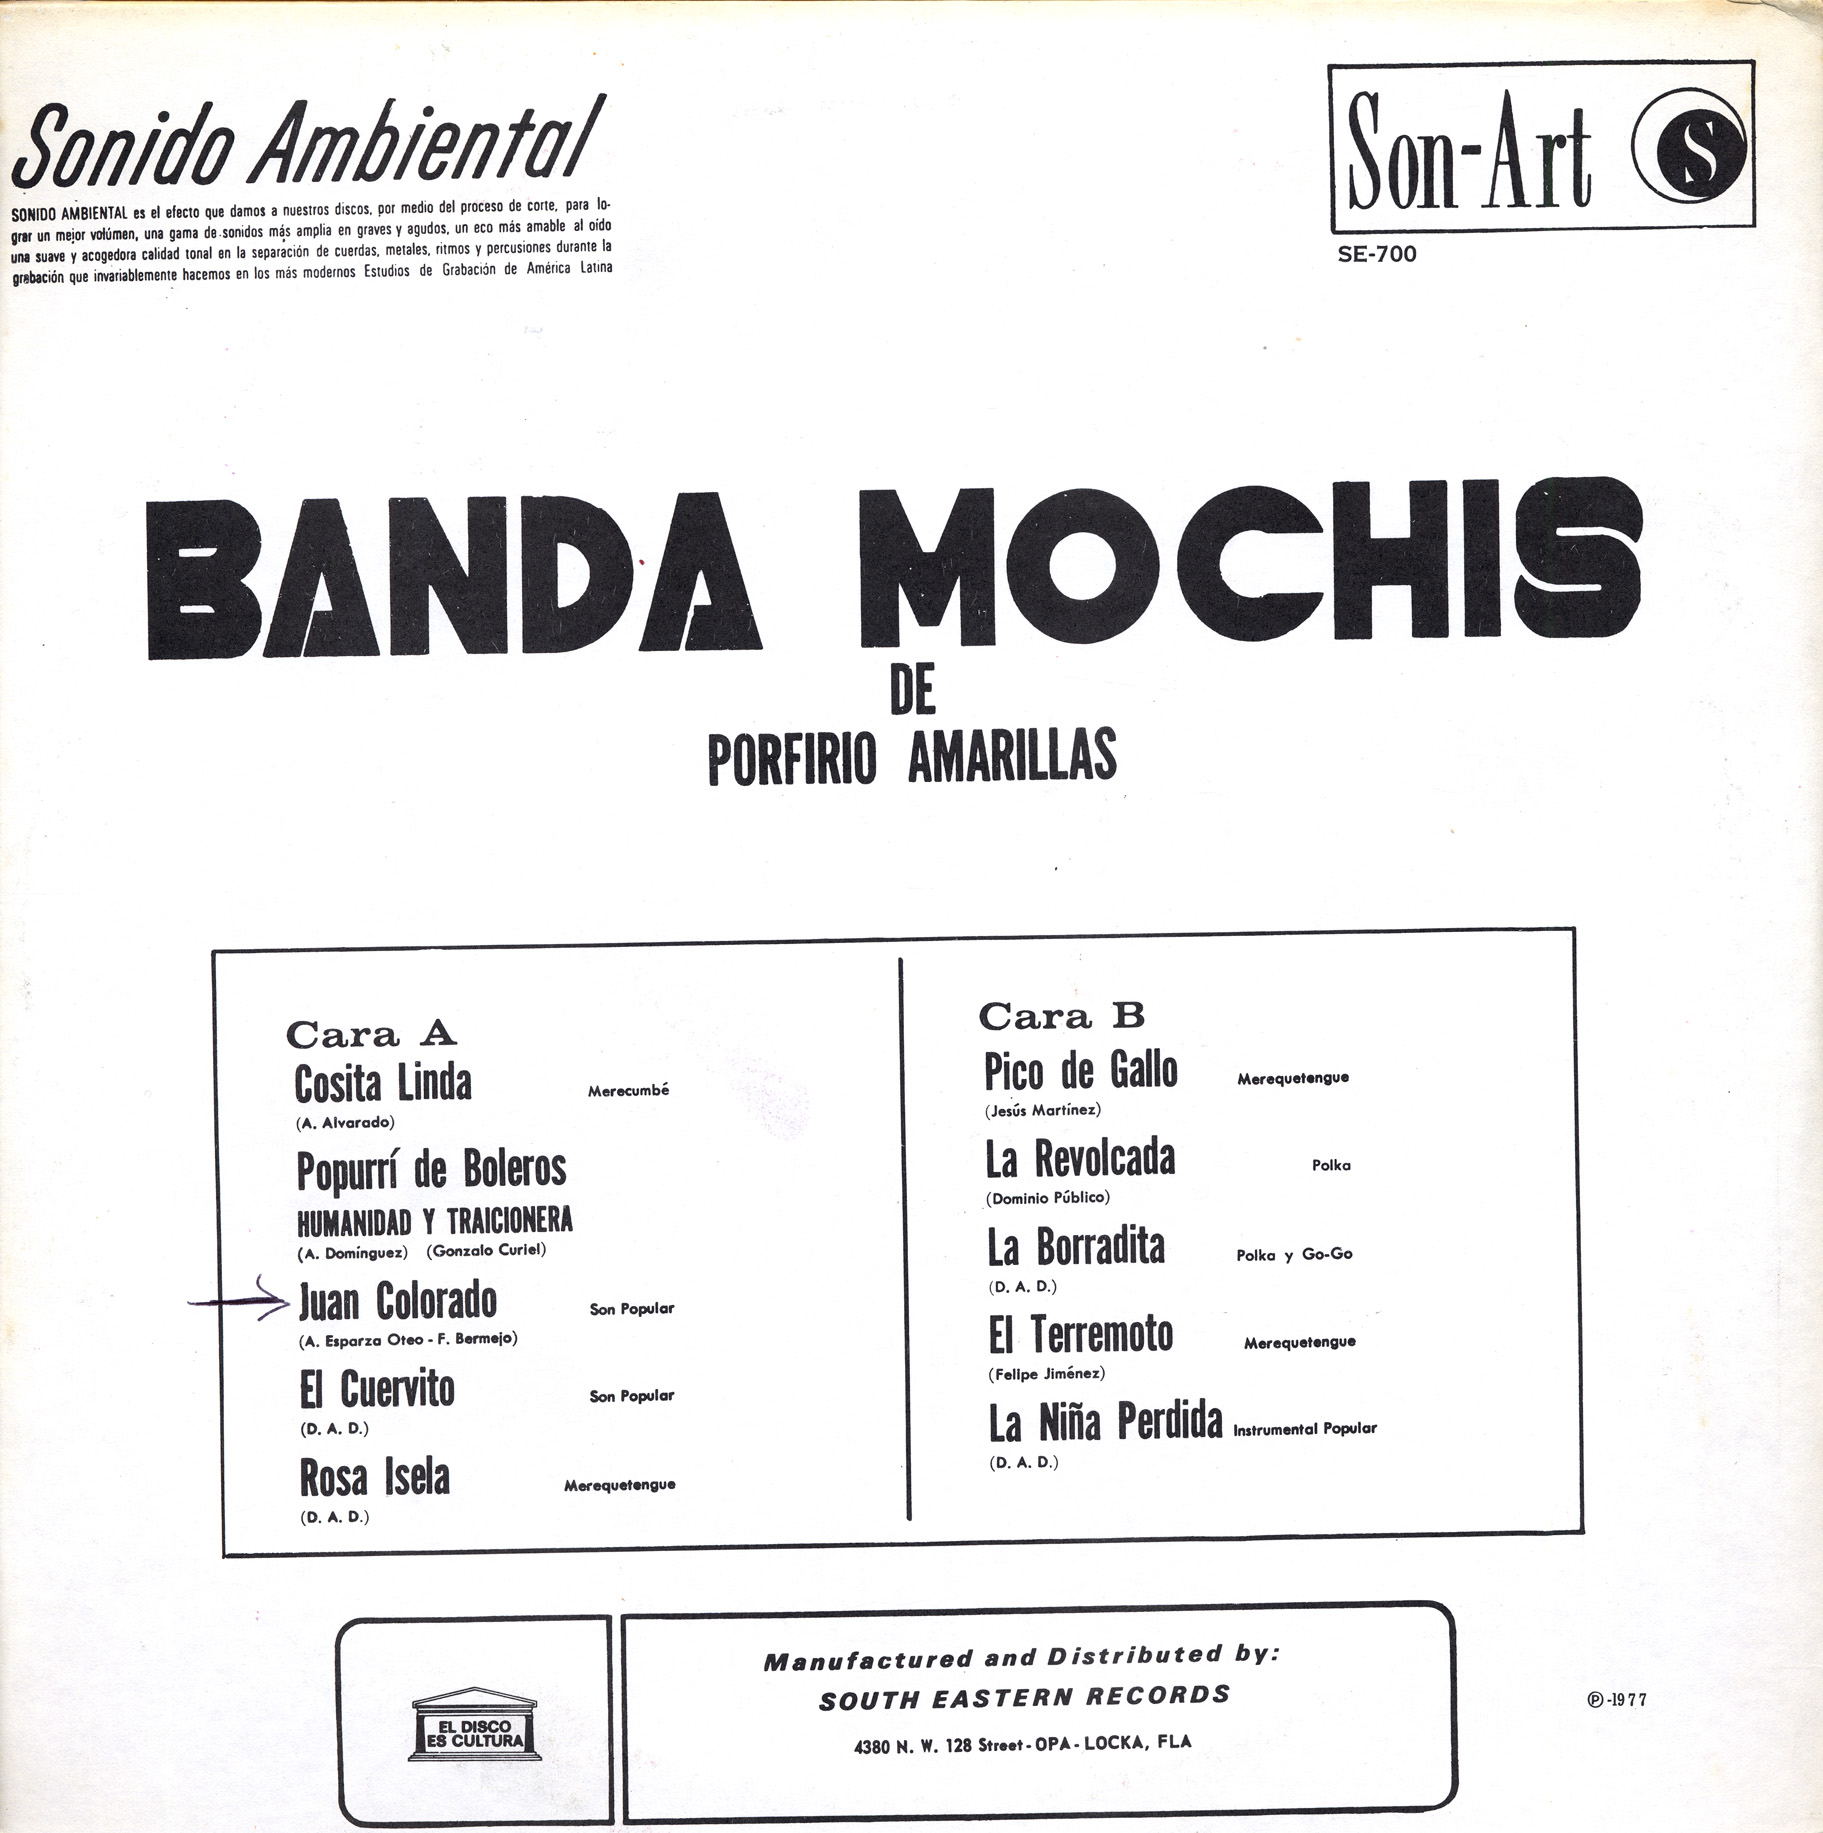 Sonido Ambiental
SONIDO AMBIENTAL es el efecto que damos a nuestros discos, por medio del proceso de corte, para lo-
grar un mejor volúmen, una gama de sonidos más amplia en graves y agudos, un eco más amable al oído
una suave y acogedora calidad tonal en la separación de cuerdas, metales, ritmos y percusiones durante la
grabación que invariablemente hacemos en los más modernos Estudios de Grabación de América Latina
Son-Art S
SE-700
BANDA MOCHIS
DE
PORFIRIO AMARILLAS
Cara A
Cosita Linda Merecumbé
(A. Alvarado)
Popurrí de Boleros
HUMANIDAD Y TRAICIONERA
(A. Domínguez) (Gonzalo Curiel)
Juan Colorado Son Popular
(A. Esparza Oteo - F. Bermejo)
El Cuervito Son Popular
(D. A. D.)
Rosa Isela Merequetengue
(D. A. D.)
Cara B
Pico de Gallo Merequetengue
(Jesús Martínez)
La Revolcada Polka
(Dominio Público)
La Borradita Polka y Go-Go
(D. A. D.)
El Terremoto Merequetengue
(Felipe Jiménez)
La Niña Perdida Instrumental Popular
(D. A. D.)
EL DISCO
ES CULTURA
Manufactured and Distributed by:
SOUTH EASTERN RECORDS
4380 N. W. 128 Street - OPA - LOCKA, FLA
℗-1977